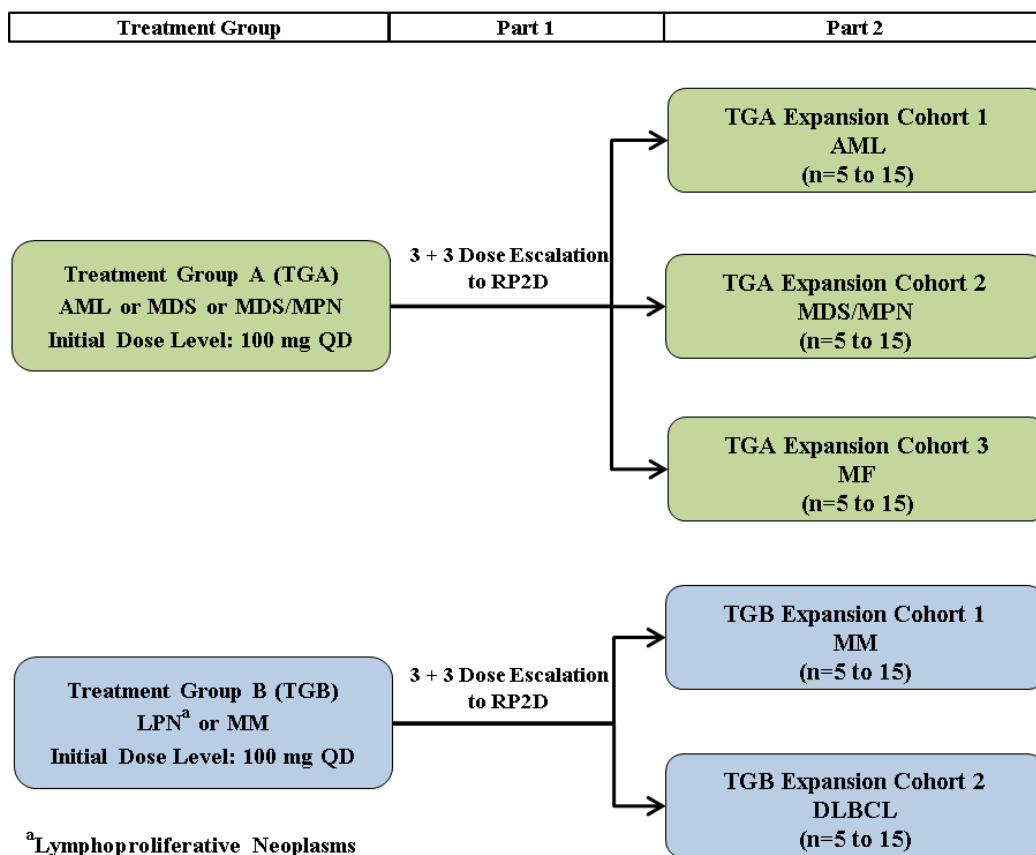 Treatment Group
Part 1
Part 2
TGA Expansion Cohort 1
AML
(n=5 to 15)
Treatment Group A (TGA)
AML or MDS or MDS/MPN
Initial Dose Level: 100 mg QD
3 + 3 Dose Escalation
to RP2D
TGA Expansion Cohort 2
MDS/MPN
(n=5 to 15)
TGA Expansion Cohort 3
MF
(n=5 to 15)
Treatment Group B (TGB)
LPNᵃ or MM
Initial Dose Level: 100 mg QD
3 + 3 Dose Escalation
to RP2D
TGB Expansion Cohort 1
MM
(n=5 to 15)
TGB Expansion Cohort 2
DLBCL
(n=5 to 15)
ᵃLymphoproliferative Neoplasms